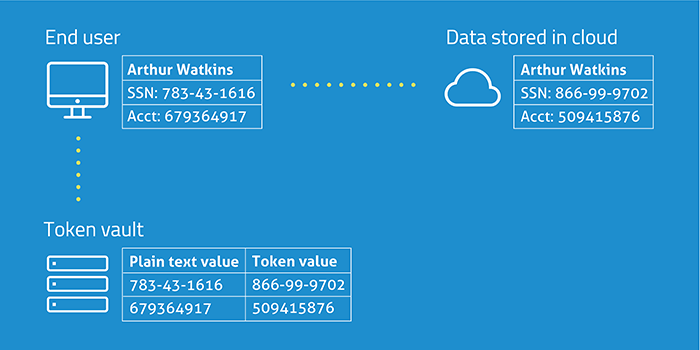 End user
Arthur Watkins
SSN: 783-43-1616
Acct: 679364917
Data stored in cloud
Arthur Watkins
SSN: 866-99-9702
Acct: 509415876
Token vault
Plain text value Token value
783-43-1616 866-99-9702
679364917 509415876